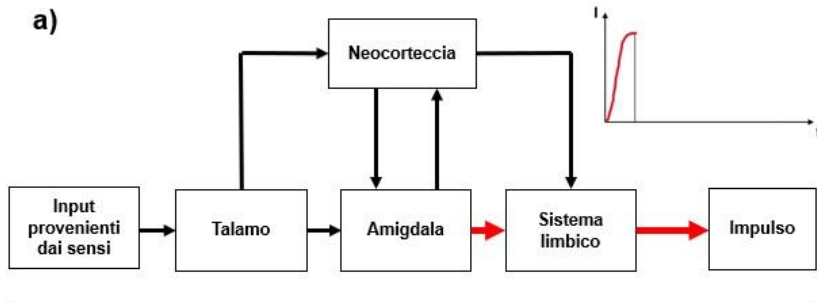 a)
Neocorteccia
I
t
Input
provenienti
dai sensi
Talamo
Amigdala
Sistema
limbico
Impulso